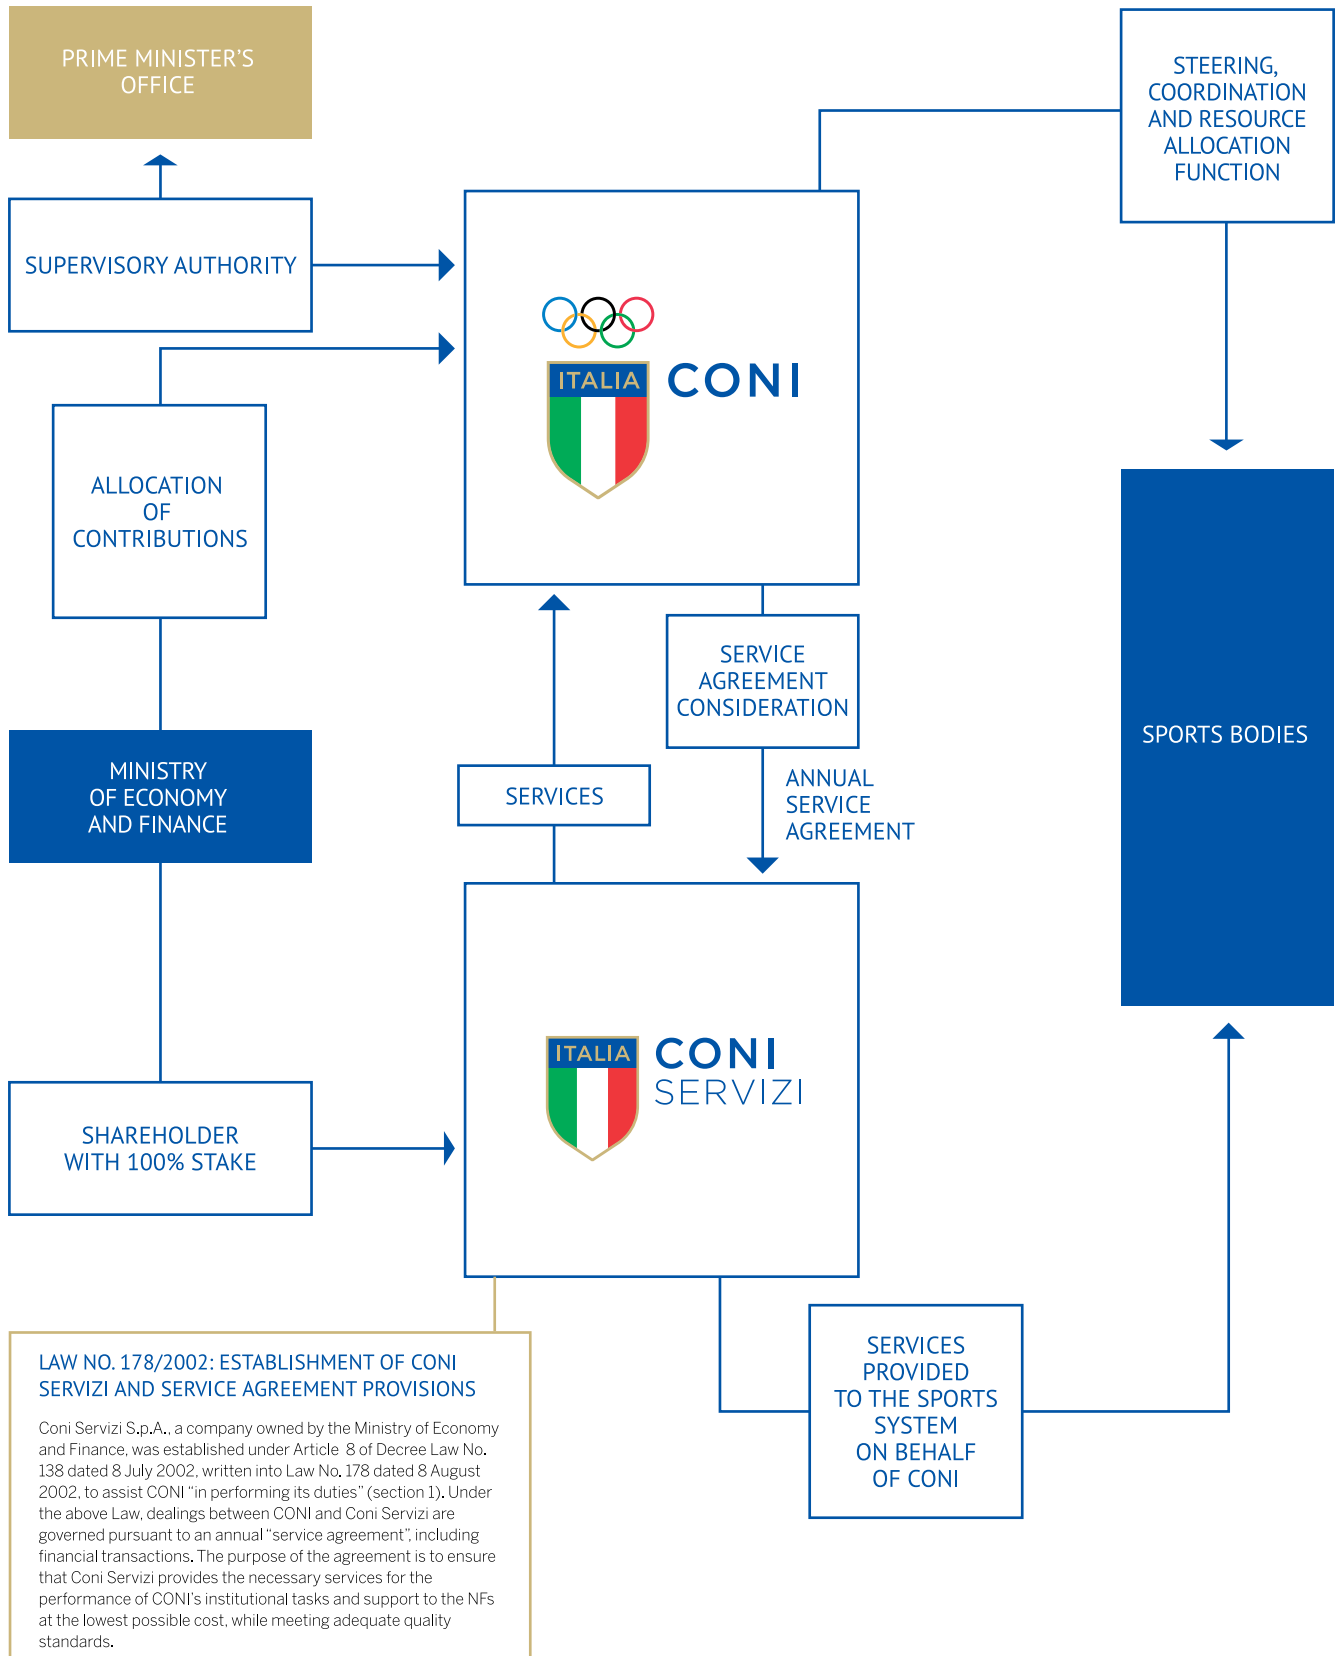 PRIME MINISTER'S
OFFICE
STEERING,
COORDINATION
AND RESOURCE
ALLOCATION
FUNCTION
SUPERVISORY AUTHORITY
ITALIA
CONI
ALLOCATION
OF
CONTRIBUTIONS
SERVICE
AGREEMENT
CONSIDERATION
SPORTS BODIES
MINISTRY
OF ECONOMY
AND FINANCE
SERVICES
ANNUAL
SERVICE
AGREEMENT
ITALIA
CONI
SERVIZI
SHAREHOLDER
WITH 100% STAKE
SERVICES
PROVIDED
TO THE SPORTS
SYSTEM
ON BEHALF
OF CONI
LAW NO. 178/2002: ESTABLISHMENT OF CONI
SERVIZI AND SERVICE AGREEMENT PROVISIONS
Coni Servizi S.p.A., a company owned by the Ministry of Economy
and Finance, was established under Article 8 of Decree Law No.
138 dated 8 July 2002, written into Law No. 178 dated 8 August
2002, to assist CONI “in performing its duties” (section 1). Under
the above Law, dealings between CONI and Coni Servizi are
governed pursuant to an annual “service agreement”, including
financial transactions. The purpose of the agreement is to ensure
that Coni Servizi provides the necessary services for the
performance of CONI's institutional tasks and support to the NFs
at the lowest possible cost, while meeting adequate quality
standards.